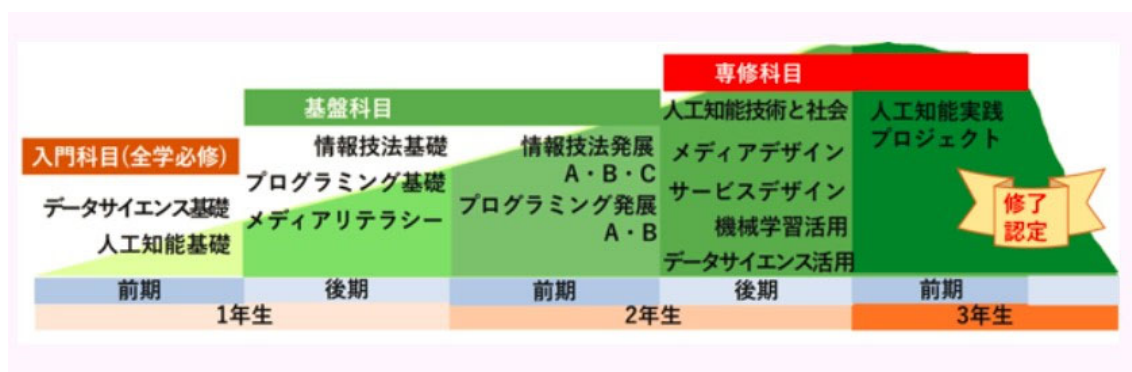 入門科目(全学必修)
データサイエンス基礎
人工知能基礎
基盤科目
情報技法基礎
プログラミング基礎
メディアリテラシー
情報技法発展
A・B・C
プログラミング発展
A・B
専修科目
人工知能技術と社会
メディアデザイン
サービスデザイン
機械学習活用
データサイエンス活用
人工知能実践
プロジェクト
修了
認定
前期
後期
前期
後期
前期
1年生
2年生
3年生